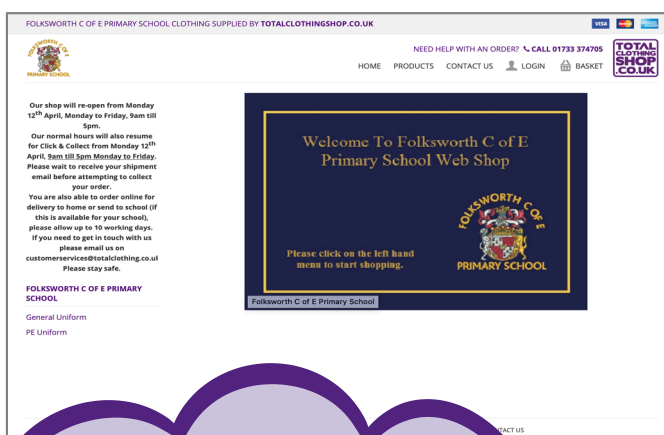 FOLKSWORTH C OF E PRIMARY SCHOOL CLOTHING SUPPLIED BY TOTALCLOTHINGSHOP.CO.UK
VISA
NEED HELP WITH AN ORDER? CALL 01733 374705
HOME PRODUCTS CONTACT US LOGIN BASKET
TOTAL
CLOTHING
SHOP
.CO.UK
FOLKSWORTH C OF E
PRIMARY SCHOOL
Our shop will re-open from Monday
12th April, Monday to Friday, 9am till
5pm.
Our normal hours will also resume
for Click & Collect from Monday 12th
April, 9am till 5pm Monday to Friday.
Please wait to receive your shipment
email before attempting to collect
your order.
You are also able to order online for
delivery to home or send to school (if
this is available for your school),
please allow up to 10 working days.
If you need to get in touch with us
please email us on
customerservices@totalclothing.co.uk
Please stay safe.
FOLKSWORTH C OF E PRIMARY
SCHOOL
General Uniform
PE Uniform
Welcome To Folksworth C of E
Primary School Web Shop
Please click on the left hand
menu to start shopping.
FOLKSWORTH C OF E
PRIMARY SCHOOL
Folksworth C of E Primary School
TACT US